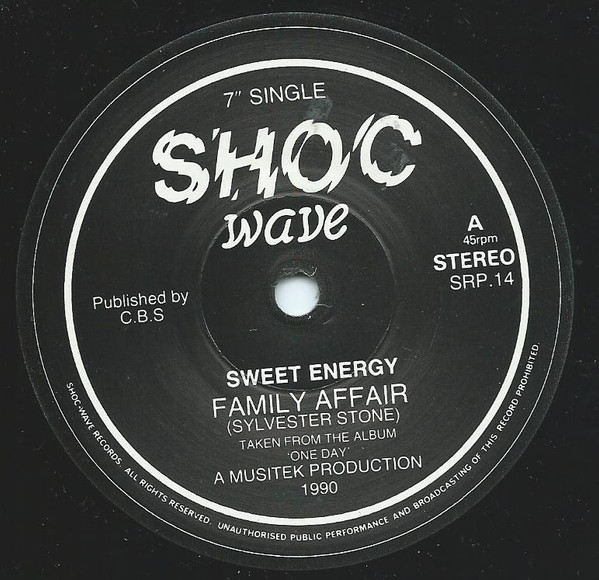 7" SINGLE
SHOC
wave
A
45rpm
STEREO
SRP.14
Published by
C.B.S
SWEET ENERGY
FAMILY AFFAIR
(SYLVESTER STONE)
TAKEN FROM THE ALBUM
'ONE DAY'
A MUSITEK PRODUCTION
1990
SHOC-WAVE RECORDS. ALL RIGHTS RESERVED. UNAUTHORISED PUBLIC PERFORMANCE AND BROADCASTING OF THIS RECORD PROHIBITED.